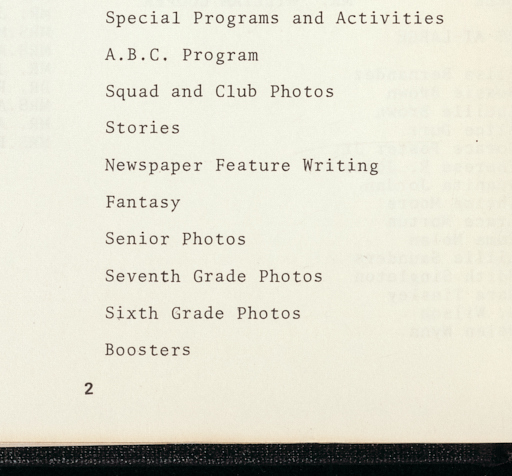 Special Programs and Activities
A.B.C. Program
Squad and Club Photos
Stories
Newspaper Feature Writing
Fantasy
Senior Photos
Seventh Grade Photos
Sixth Grade Photos
Boosters
2